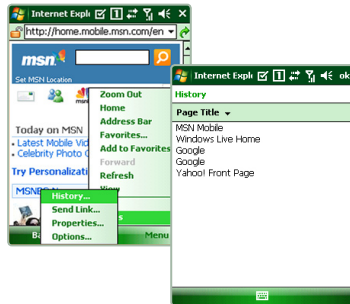 Internet Expl
http://home.mobile.msn.com/en
msn
Set MSN Location
msn
Today on MSN
Latest Mobile Vid
Celebrity Photo G
Try Personalizati
MSNBC
Zoom Out
Home
Address Bar
Favorites...
Add to Favorites
Forward
Refresh
View
History...
Send Link...
Properties...
Options...
Ba
Menu
Internet Expl
ok
History
Page Title
MSN Mobile
Windows Live Home
Google
Google
Yahoo! Front Page